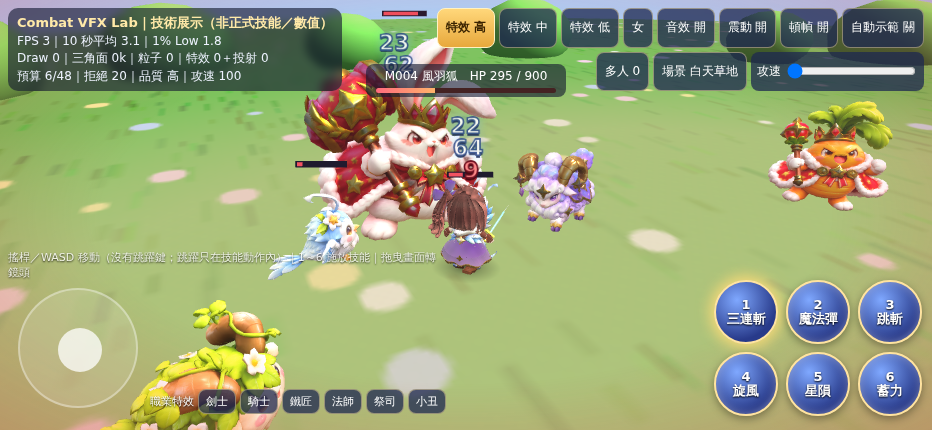 Combat VFX Lab｜技術展示（非正式技能／數值）
FPS 3｜10 秒平均 3.1｜1% Low 1.8
Draw 0｜三角面 0k｜粒子 0｜特效 0＋投射 0
預算 6/48｜拒絕 20｜品質 高｜攻速 100
特效 高
特效 中
特效 低
女
音效 開
震動 開
頓幀 開
自動示範 關
多人 0
場景 白天草地
攻速
23
62
M004 風羽狐 HP 295 / 900
22
64
9
搖桿／WASD 移動（沒有跳躍鍵；跳躍只在技能動作內）｜1～6 施放技能｜拖曳畫面轉
鏡頭
1
三連斬
2
魔法彈
3
跳斬
4
旋風
5
星隕
6
蓄力
職業特效
劍士
騎士
鐵匠
法師
祭司
小丑